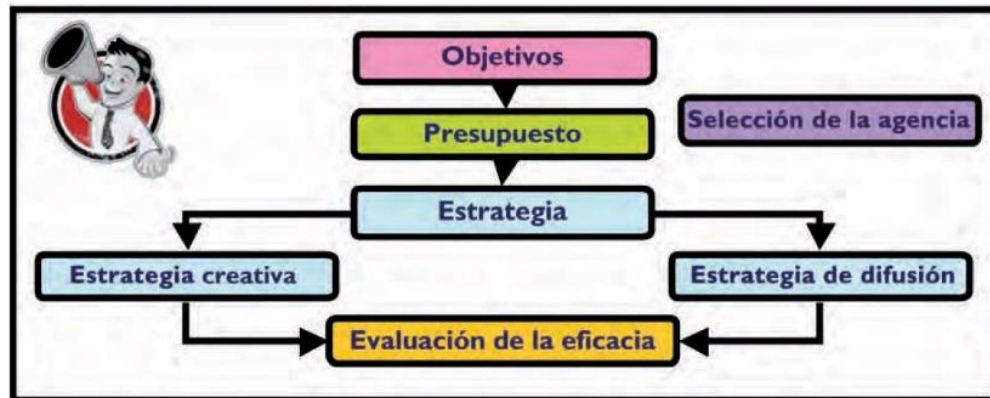 Objetivos
Presupuesto
Selección de la agencia
Estrategia
Estrategia creativa
Estrategia de difusión
Evaluación de la eficacia